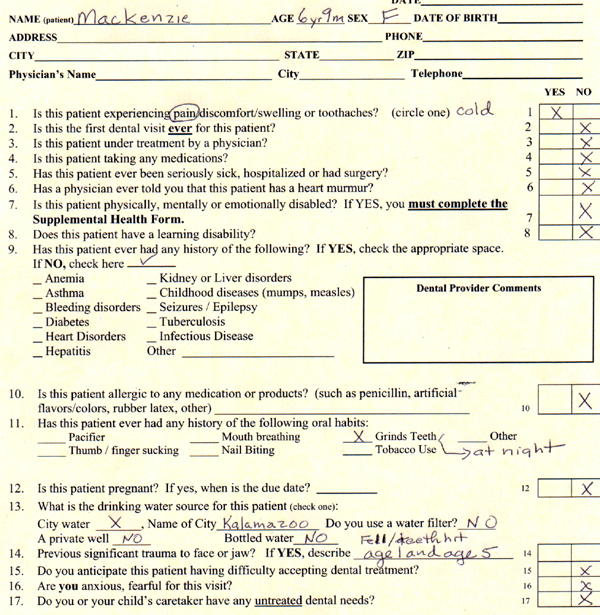 DATE
NAME (patient) Mackenzie AGE 6yr9m SEX F DATE OF BIRTH
ADDRESS PHONE
CITY STATE ZIP
Physician's Name City Telephone
YES NO
1. Is this patient experiencing pain/discomfort/swelling or toothaches? (circle one) cold 1 X
2. Is this the first dental visit ever for this patient? 2 X
3. Is this patient under treatment by a physician? 3 X
4. Is this patient taking any medications? 4 X
5. Has this patient ever been seriously sick, hospitalized or had surgery? 5 X
6. Has a physician ever told you that this patient has a heart murmur? 6 X
7. Is this patient physically, mentally or emotionally disabled? If YES, you must complete the
Supplemental Health Form. 7 X
8. Does this patient have a learning disability? 8 X
9. Has this patient ever had any history of the following? If YES, check the appropriate space.
If NO, check here ✓
Anemia Kidney or Liver disorders
Asthma Childhood diseases (mumps, measles)
Bleeding disorders Seizures / Epilepsy
Diabetes Tuberculosis
Heart Disorders Infectious Disease
Hepatitis Other
Dental Provider Comments
10. Is this patient allergic to any medication or products? (such as penicillin, artificial
flavors/colors, rubber latex, other) 10 X
11. Has this patient ever had any history of the following oral habits:
Pacifier Mouth breathing X Grinds Teeth Other
Thumb / finger sucking Nail Biting Tobacco Use at night
12. Is this patient pregnant? If yes, when is the due date? 12 X
13. What is the drinking water source for this patient (check one):
City water X, Name of City Kalamazoo Do you use a water filter? NO
A private well NO Bottled water NO Fell/teeth hit
14. Previous significant trauma to face or jaw? If YES, describe age 1 and age 5 14
15. Do you anticipate this patient having difficulty accepting dental treatment? 15 X
16. Are you anxious, fearful for this visit? 16 X
17. Do you or your child's caretaker have any untreated dental needs? 17 X